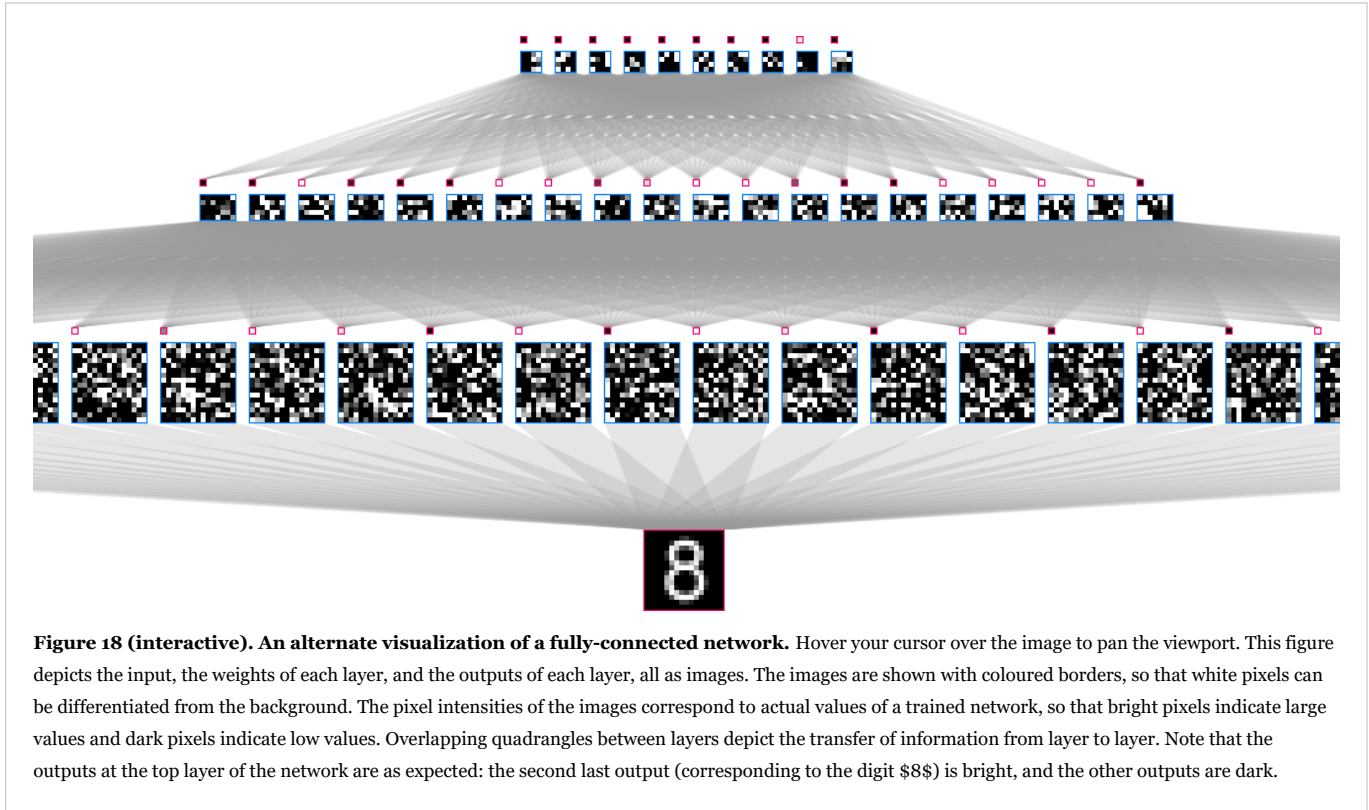 8
Figure 18 (interactive). An alternate visualization of a fully-connected network. Hover your cursor over the image to pan the viewport. This figure
depicts the input, the weights of each layer, and the outputs of each layer, all as images. The images are shown with coloured borders, so that white pixels can
be differentiated from the background. The pixel intensities of the images correspond to actual values of a trained network, so that bright pixels indicate large
values and dark pixels indicate low values. Overlapping quadrangles between layers depict the transfer of information from layer to layer. Note that the
outputs at the top layer of the network are as expected: the second last output (corresponding to the digit $8$) is bright, and the other outputs are dark.